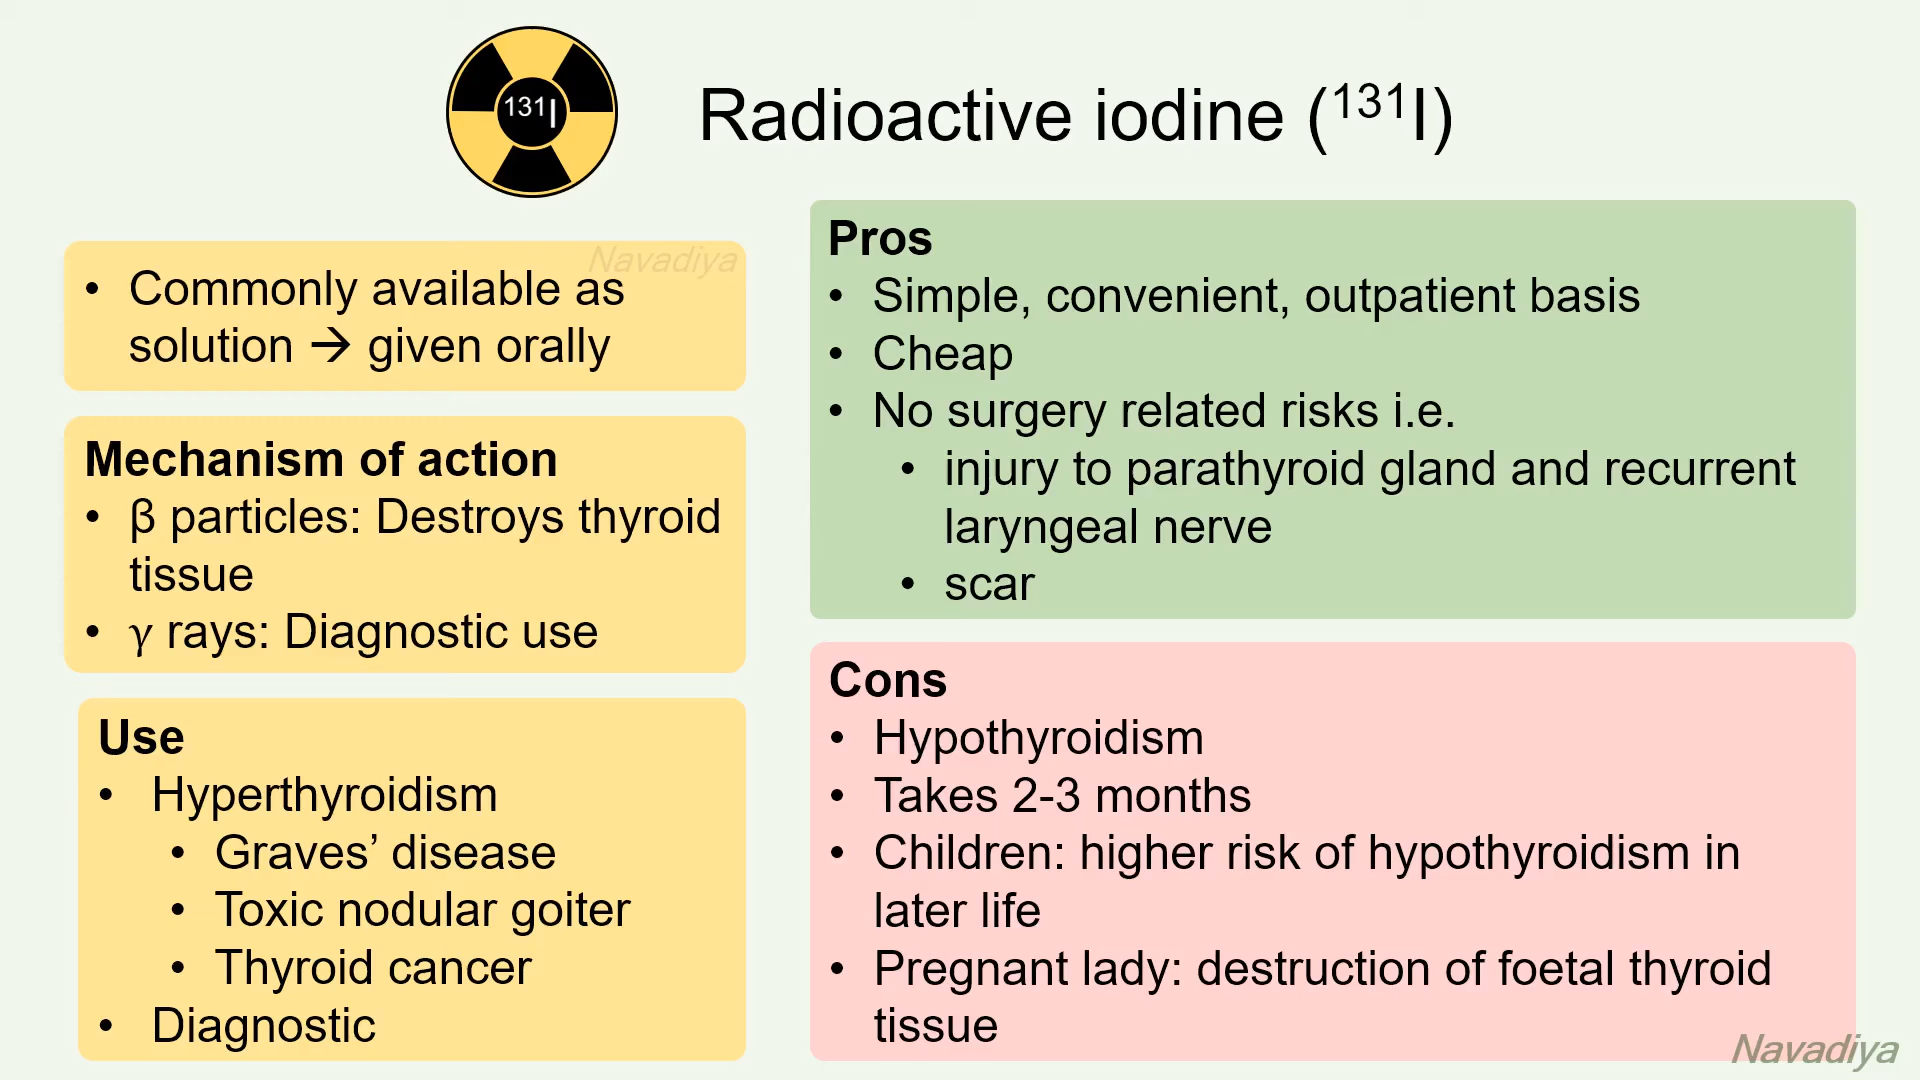 131I
Radioactive iodine (131I)
Navadiya
• Commonly available as
solution → given orally
Mechanism of action
• β particles: Destroys thyroid
tissue
• γ rays: Diagnostic use
Use
• Hyperthyroidism
• Graves’ disease
• Toxic nodular goiter
• Thyroid cancer
• Diagnostic
Pros
• Simple, convenient, outpatient basis
• Cheap
• No surgery related risks i.e.
• injury to parathyroid gland and recurrent
laryngeal nerve
• scar
Cons
• Hypothyroidism
• Takes 2-3 months
• Children: higher risk of hypothyroidism in
later life
• Pregnant lady: destruction of foetal thyroid
tissue
Navadiya